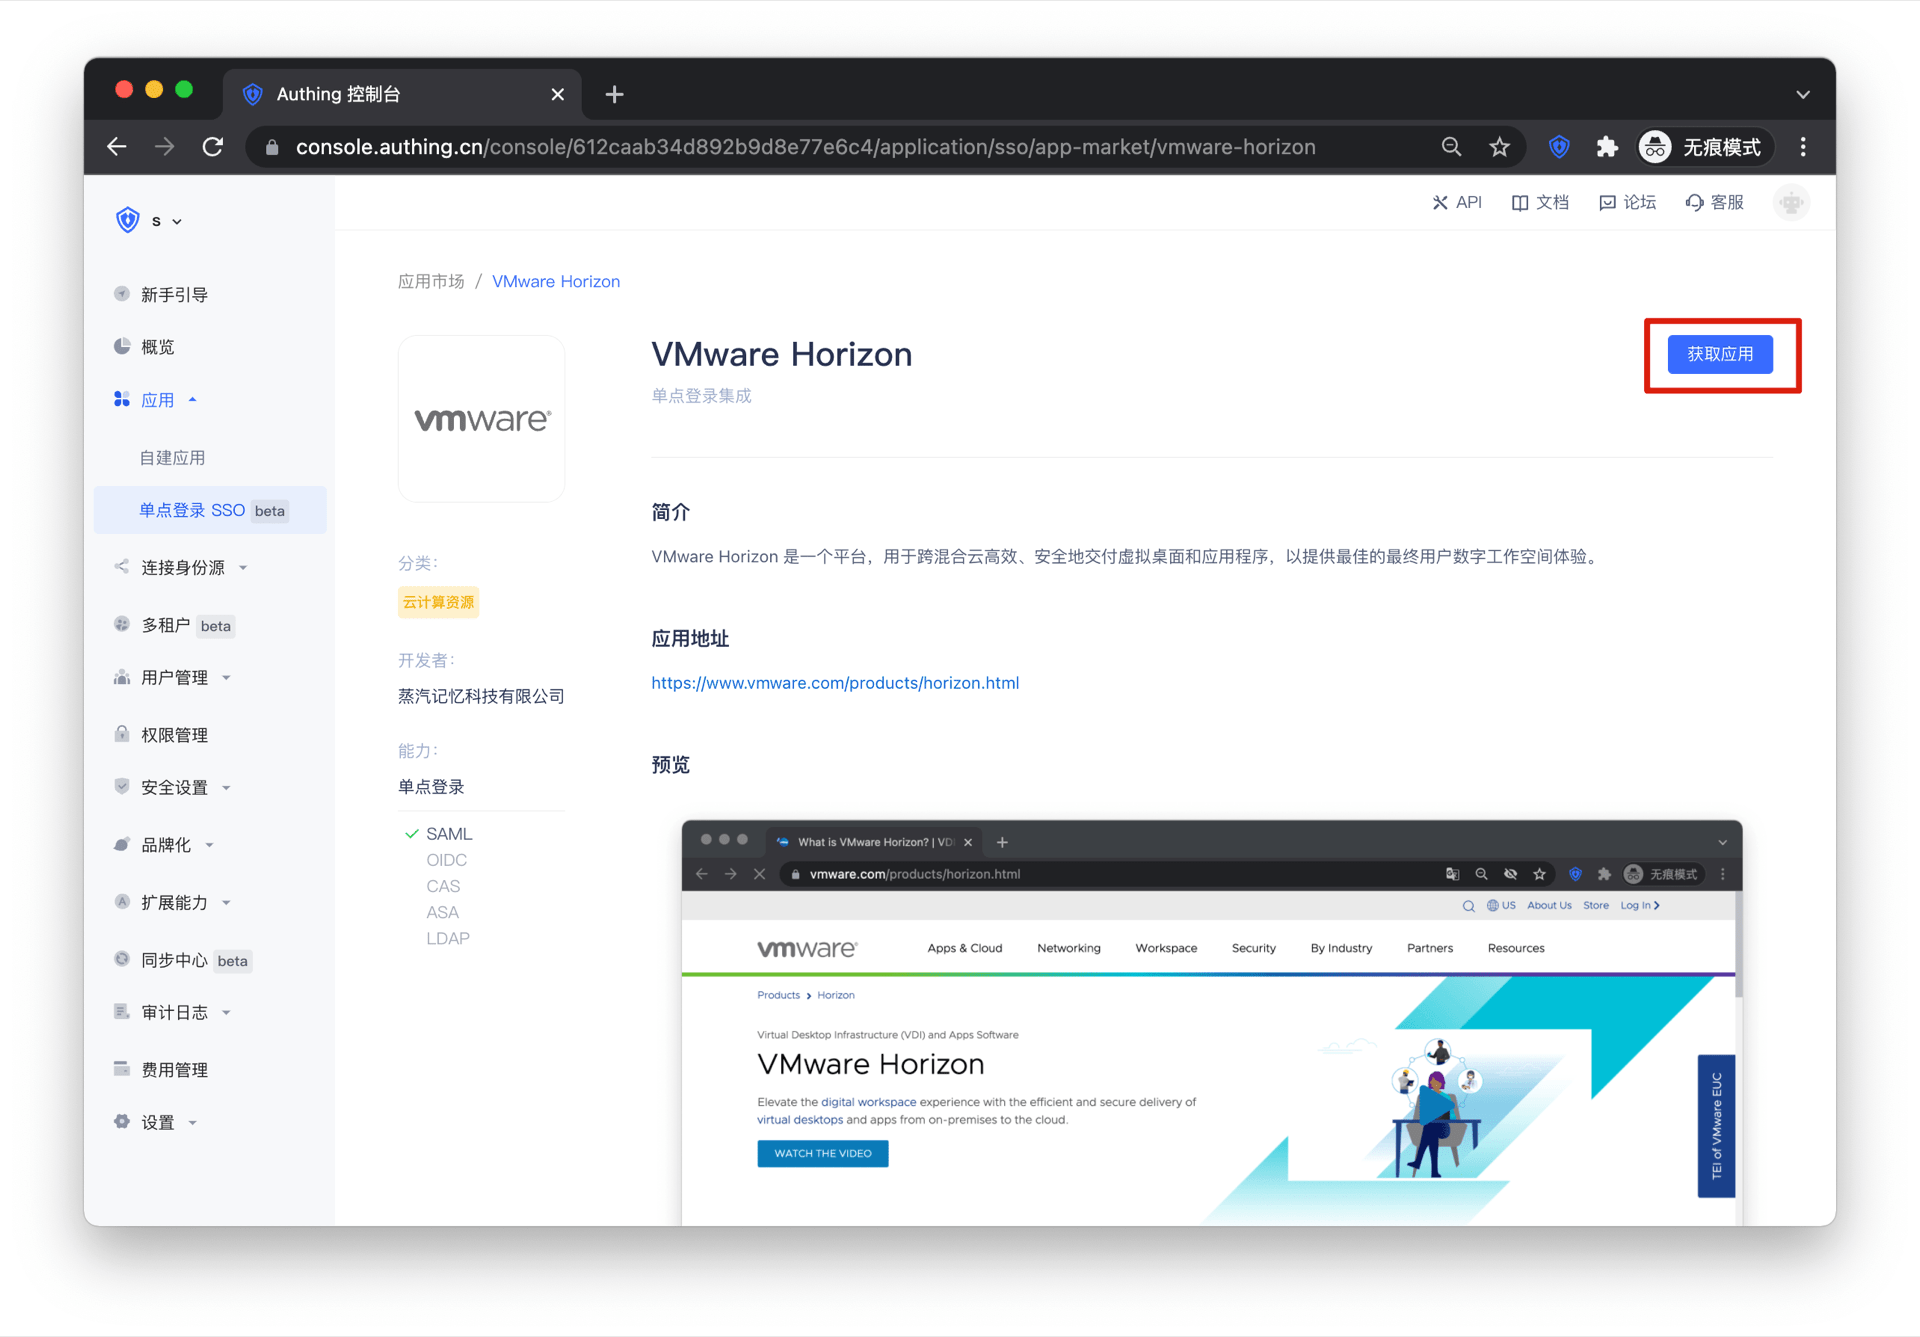 Authing 控制台
console.authing.cn/console/612caab34d892b9d8e77e6c4/application/sso/app-market/vmware-horizon
无痕模式
s
API
文档
论坛
客服
新手引导
概览
应用
自建应用
单点登录 SSO beta
连接身份源
多租户 beta
用户管理
权限管理
安全设置
品牌化
扩展能力
同步中心 beta
审计日志
费用管理
设置
应用市场 / VMware Horizon
vmware®
分类：
云计算资源
开发者：
蒸汽记忆科技有限公司
能力：
单点登录
SAML
OIDC
CAS
ASA
LDAP
VMware Horizon
单点登录集成
获取应用
简介
VMware Horizon 是一个平台，用于跨混合云高效、安全地交付虚拟桌面和应用程序，以提供最佳的最终用户数字工作空间体验。
应用地址
https://www.vmware.com/products/horizon.html
预览
What is VMware Horizon? | VDI
vmware.com/products/horizon.html
无痕模式
US
About Us
Store
Log In
vmware®
Apps & Cloud
Networking
Workspace
Security
By Industry
Partners
Resources
Products > Horizon
Virtual Desktop Infrastructure (VDI) and Apps Software
VMware Horizon
Elevate the digital workspace experience with the efficient and secure delivery of
virtual desktops and apps from on-premises to the cloud.
WATCH THE VIDEO
TEI of VMware EUC